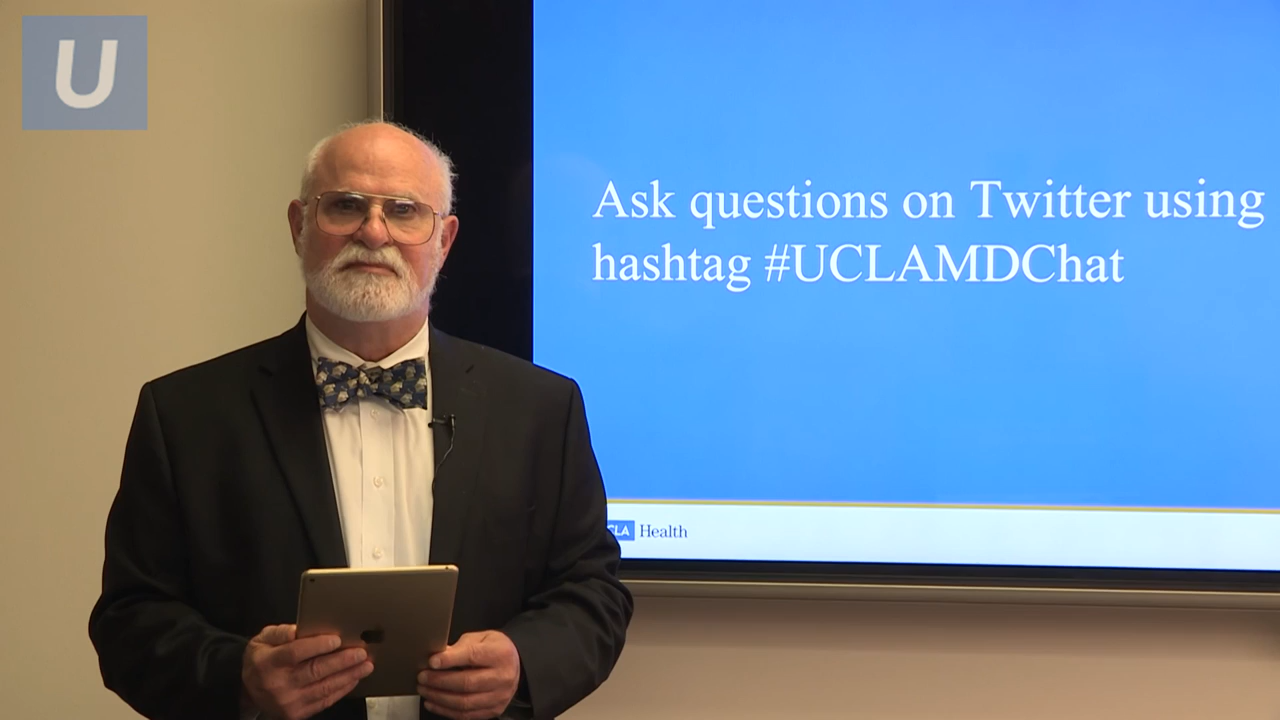 U
Ask questions on Twitter using
hashtag #UCLAMDChat
CLA Health